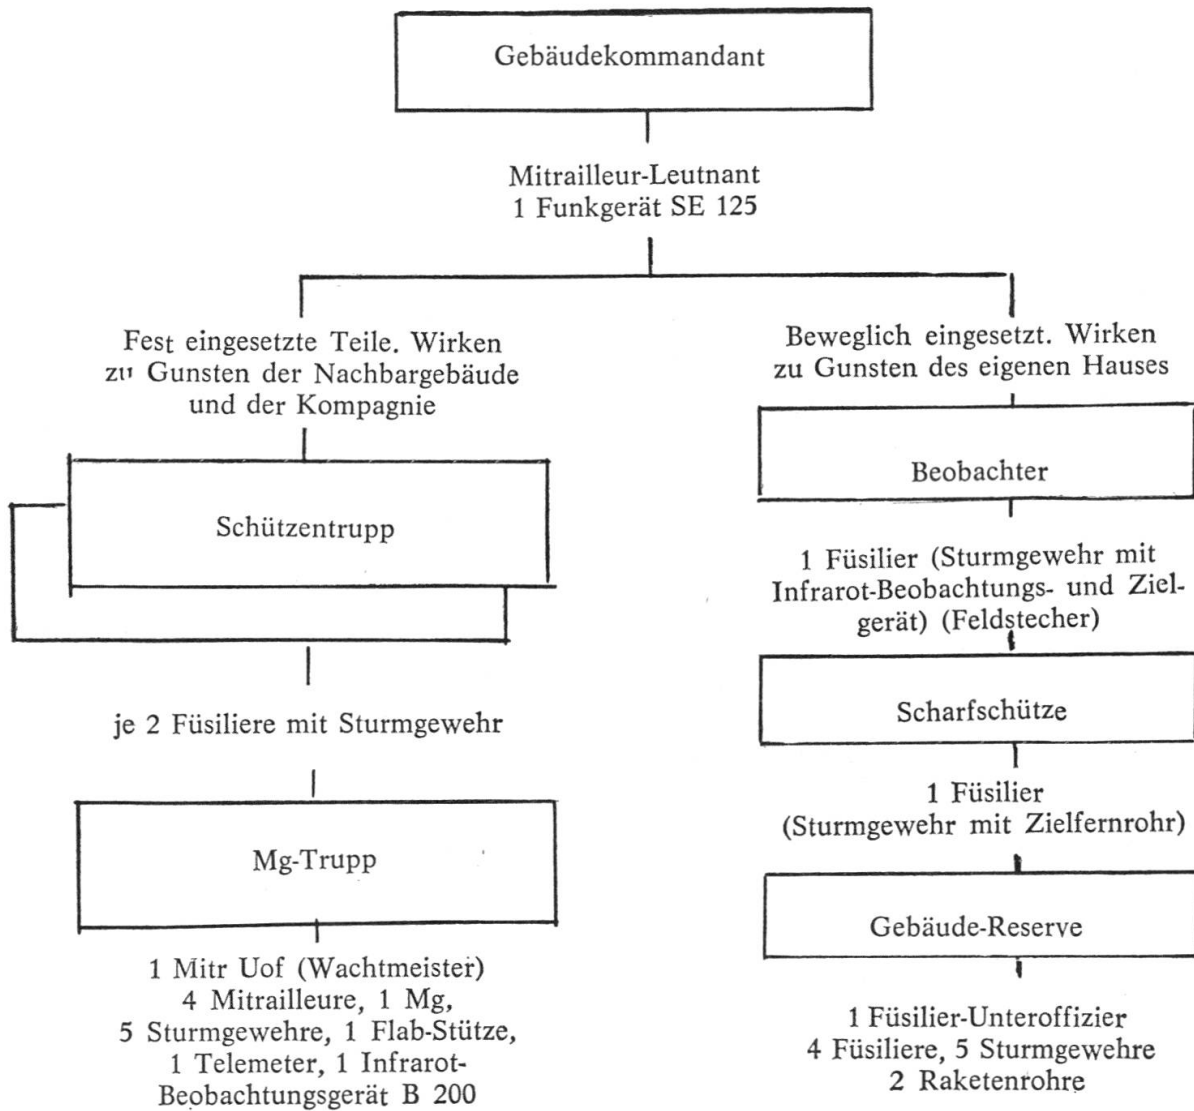 Gebäudekommandant
Mitrailleur-Leutnant
1 Funkgerät SE 125
Fest eingesetzte Teile. Wirken
zu Gunsten der Nachbargebäude
und der Kompagnie
Schützentrupp
je 2 Füsiliere mit Sturmgewehr
Mg-Trupp
1 Mitr Uof (Wachtmeister)
4 Mitrailleure, 1 Mg,
5 Sturmgewehre, 1 Flab-Stütze,
1 Telemeter, 1 Infrarot-
Beobachtungsgerät B 200
Beweglich eingesetzt. Wirken
zu Gunsten des eigenen Hauses
Beobachter
1 Füsilier (Sturmgewehr mit
Infrarot-Beobachtungs- und Ziel-
gerät) (Feldstecher)
Scharfschütze
1 Füsilier
(Sturmgewehr mit Zielfernrohr)
Gebäude-Reserve
1 Füsilier-Unteroffizier
4 Füsiliere, 5 Sturmgewehre
2 Raketenrohre